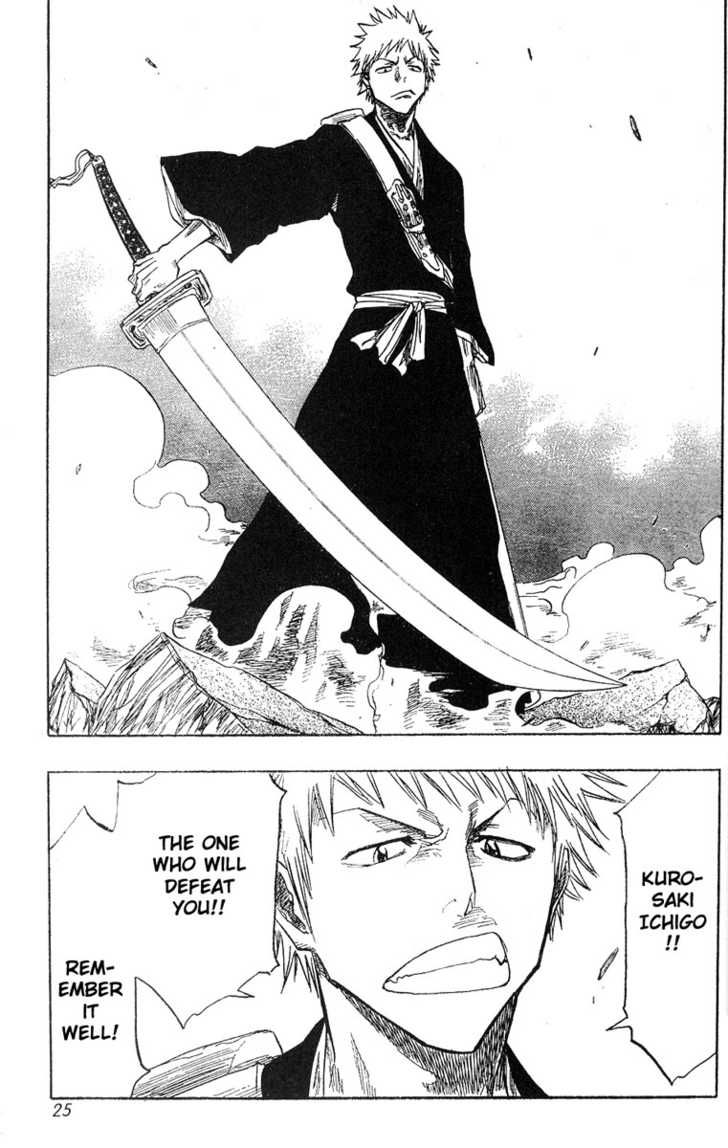 KURO-
SAKI
ICHIGO
!!
THE ONE
WHO WILL
DEFEAT
YOU!!
REM-
EMBER
IT
WELL!
25